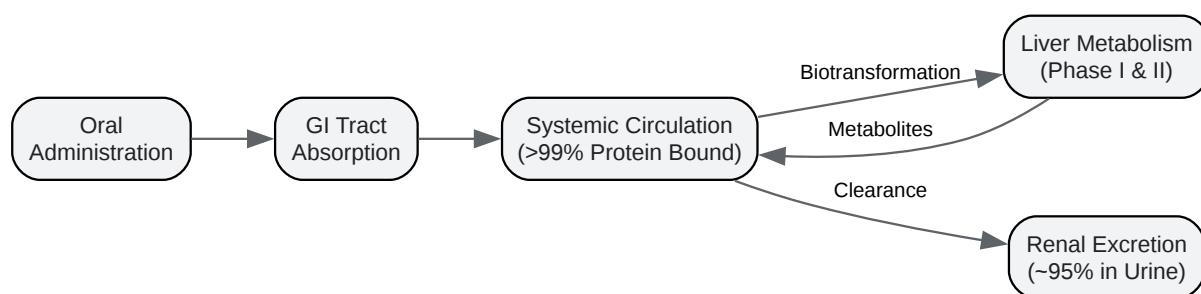 Oral
Administration
GI Tract
Absorption
Systemic Circulation
(>99% Protein Bound)
Biotransformation
Metabolites
Clearance
Liver Metabolism
(Phase I & II)
Renal Excretion
(~95% in Urine)